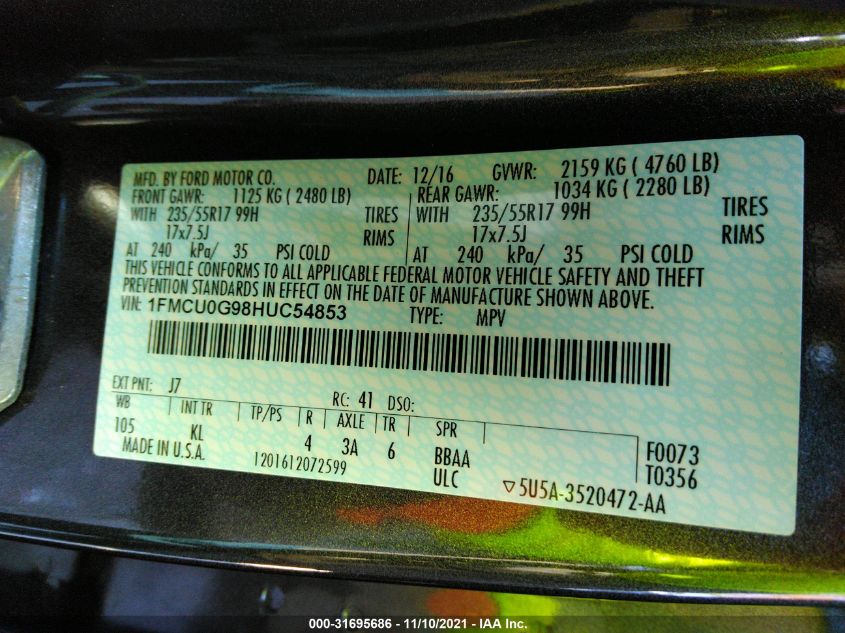 MFD. BY FORD MOTOR CO. DATE: 12/16 GVWR: 2159 KG ( 4760 LB)
FRONT GAWR: 1125 KG ( 2480 LB) REAR GAWR: 1034 KG ( 2280 LB)
WITH 235/55R17 99H TIRES WITH 235/55R17 99H TIRES
17x7.5J RIMS 17x7.5J RIMS
AT 240 kPa/ 35 PSI COLD AT 240 kPa/ 35 PSI COLD
THIS VEHICLE CONFORMS TO ALL APPLICABLE FEDERAL MOTOR VEHICLE SAFETY AND THEFT
PREVENTION STANDARDS IN EFFECT ON THE DATE OF MANUFACTURE SHOWN ABOVE.
VIN: 1FMCU0G98HUC54853 TYPE: MPV
EXT PNT: J7 RC: 41 DSO:
WB INT TR TP/PS R AXLE TR SPR
105 KL 4 3A 6 BBAA F0073
MADE IN U.S.A. 1201612072599 ULC T0356
▽5U5A-3520472-AA
000-31695686 - 11/10/2021 - IAA Inc.